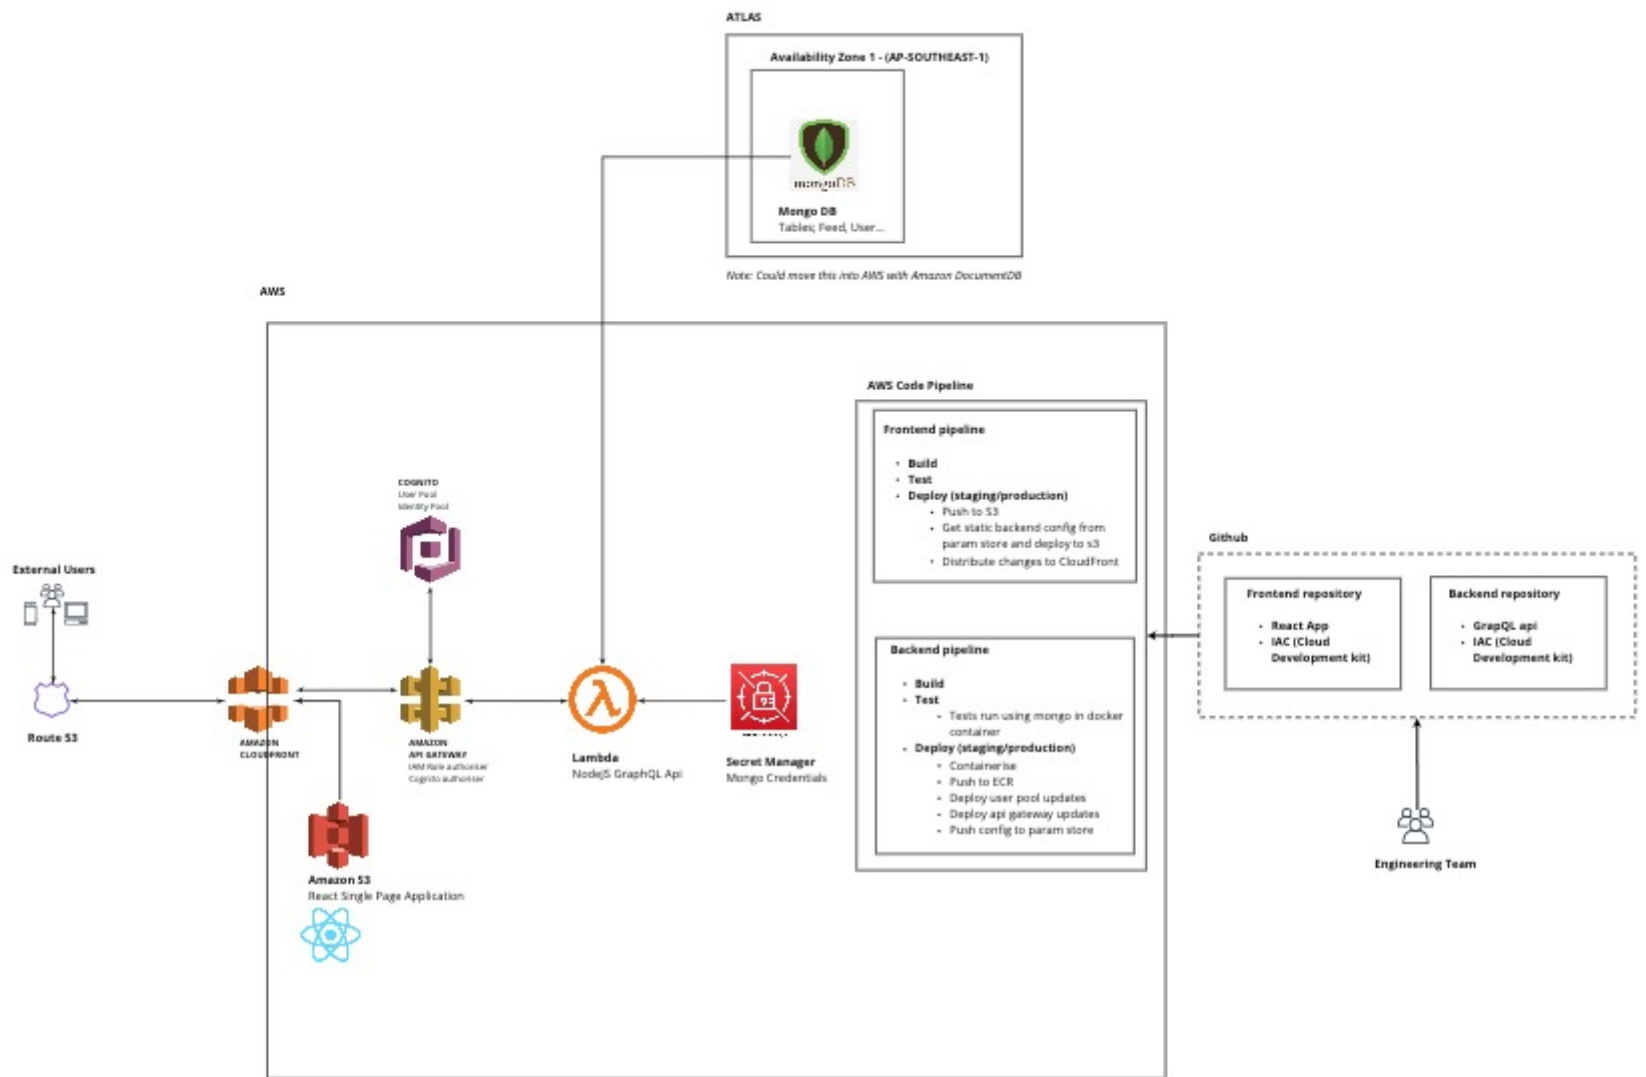 ATLAS
Availability Zone 1 - (AP-SOUTHEAST-1)
mongoDB
Mongo DB
Tables; Feed, User...
Note: Could move this into AWS with Amazon DocumentDB
AWS
AWS Code Pipeline
Frontend pipeline
Build
Test
Deploy (staging/production)
Push to S3
Get static backend config from
param store and deploy to s3
Distribute changes to CloudFront
Backend pipeline
Build
Test
Tests run using mongo in docker
container
Deploy (staging/production)
Containerise
Push to ECR
Deploy user pool updates
Deploy api gateway updates
Push config to param store
COGNITO
User Pool
Identity Pool
External Users
Route 53
AMAZON
CLOUDFRONT
AMAZON
API GATEWAY
IAM Role authoriser
Cognito authoriser
Lambda
NodeJS GraphQL Api
Secret Manager
Mongo Credentials
Amazon S3
React Single Page Application
Github
Frontend repository
React App
IAC (Cloud
Development kit)
Backend repository
GrapQL api
IAC (Cloud
Development kit)
Engineering Team